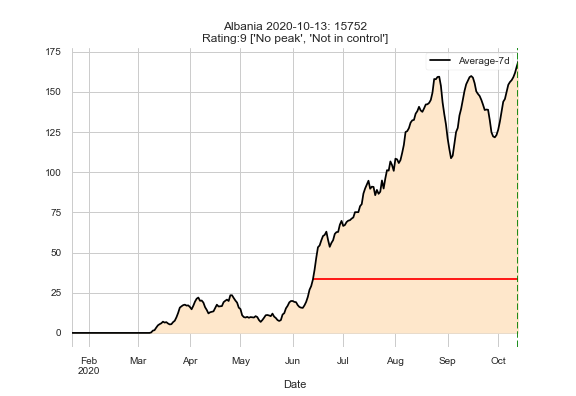 Albania 2020-10-13: 15752
Rating:9 ['No peak', 'Not in control']
Average-7d
175
150
125
100
75
50
25
0
Feb Mar Apr May Jun Jul Aug Sep Oct
2020
Date